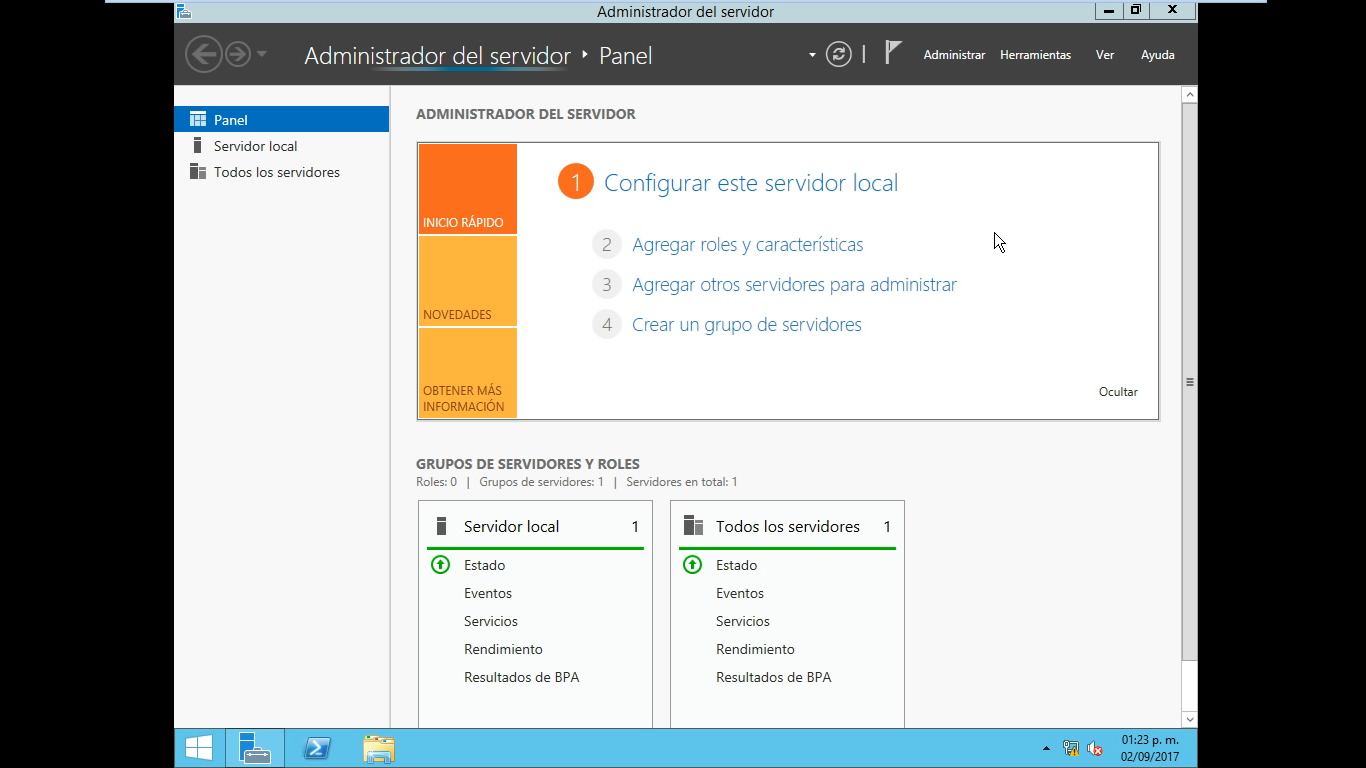 Administrador del servidor
Administrador del servidor ‣ Panel
Administrar Herramientas Ver Ayuda
Panel
Servidor local
Todos los servidores
ADMINISTRADOR DEL SERVIDOR
INICIO RÁPIDO
NOVEDADES
OBTENER MÁS
INFORMACIÓN
1 Configurar este servidor local
2 Agregar roles y características
3 Agregar otros servidores para administrar
4 Crear un grupo de servidores
Ocultar
GRUPOS DE SERVIDORES Y ROLES
Roles: 0 | Grupos de servidores: 1 | Servidores en total: 1
Servidor local 1
Estado
Eventos
Servicios
Rendimiento
Resultados de BPA
Todos los servidores 1
Estado
Eventos
Servicios
Rendimiento
Resultados de BPA
01:23 p. m.
02/09/2017